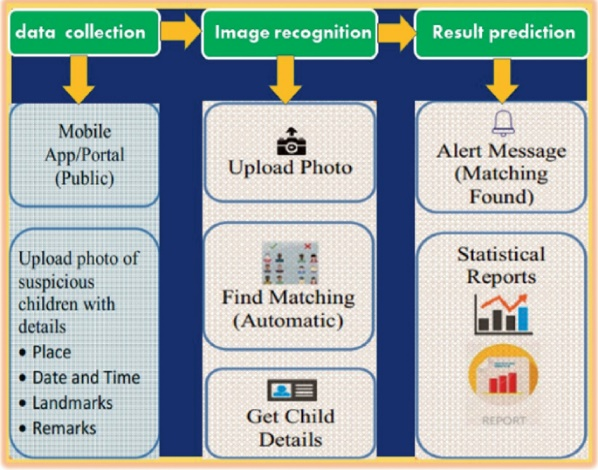 data collection
Image recognition
Result prediction
Mobile
App/Portal
(Public)
Upload photo of
suspicious
children with
details
• Place
• Date and Time
• Landmarks
• Remarks
Upload Photo
Find Matching
(Automatic)
Get Child
Details
Alert Message
(Matching
Found)
Statistical
Reports
REPORT